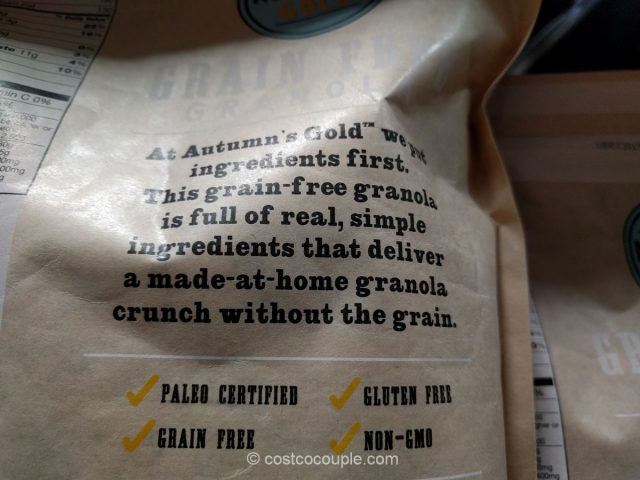 GOLD
GRAIN FREE
GRANOLA
At Autumn's Gold™ we put
ingredients first.
This grain-free granola
is full of real, simple
ingredients that deliver
a made-at-home granola
crunch without the grain.
PALEO CERTIFIED
GLUTEN FREE
GRAIN FREE
NON-GMO
© costcocouple.com